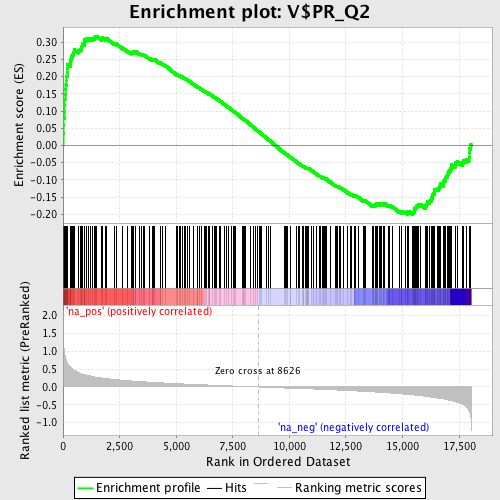 Enrichment plot: V$PR_Q2
Enrichment score (ES)
0.30
0.25
0.20
0.15
0.10
0.05
0.00
-0.05
-0.10
-0.15
-0.20
'na_pos' (positively correlated)
Ranked list metric (PreRanked)
2.0
1.5
1.0
0.5
0.0
-0.5
-1.0
Zero cross at 8626
'na_neg' (negatively correlated)
0
2,500
5,000
7,500
10,000
12,500
15,000
17,500
Rank in Ordered Dataset
Enrichment profile
Hits
Ranking metric scores